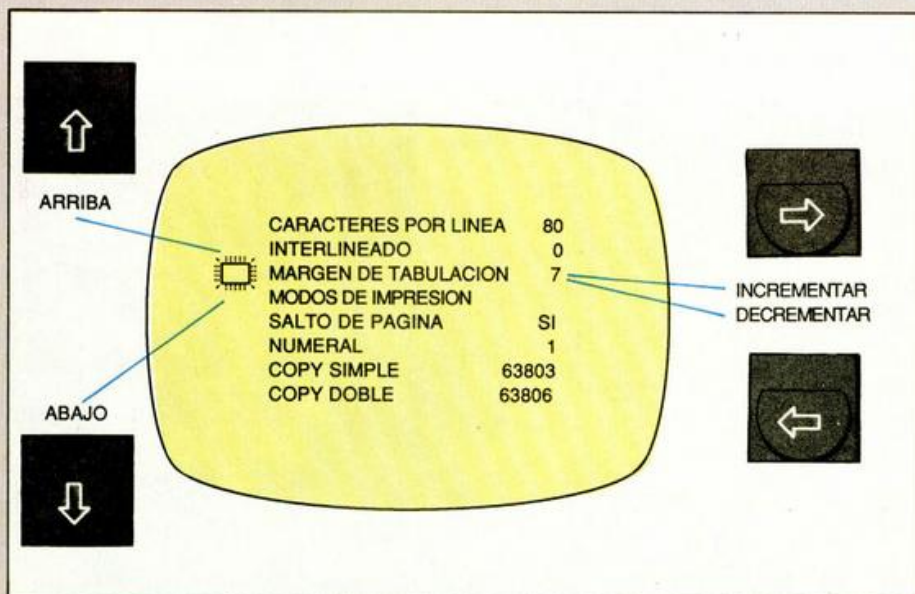 ARRIBA
CARACTERES POR LINEA 80
INTERLINEADO 0
MARGEN DE TABULACION 7
MODOS DE IMPRESION
SALTO DE PAGINA SI
NUMERAL 1
COPY SIMPLE 63803
COPY DOBLE 63806
ABAJO
INCREMENTAR
DECREMENTAR